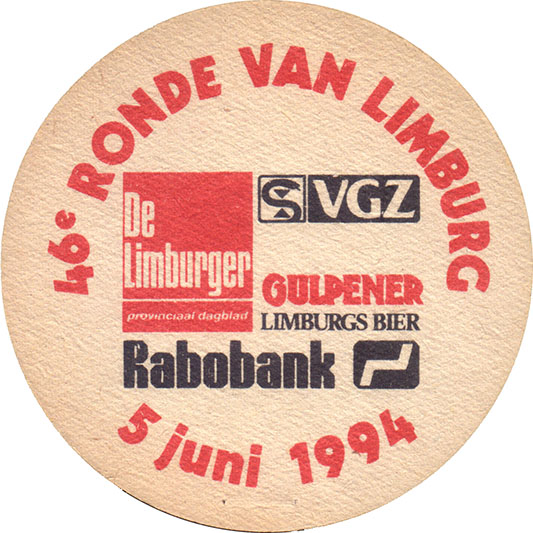 46e RONDE VAN LIMBURG
De
Limburger
provinciaal dagblad
S VGZ
GULPENER
LIMBURGS BIER
Rabobank
5 juni 1994